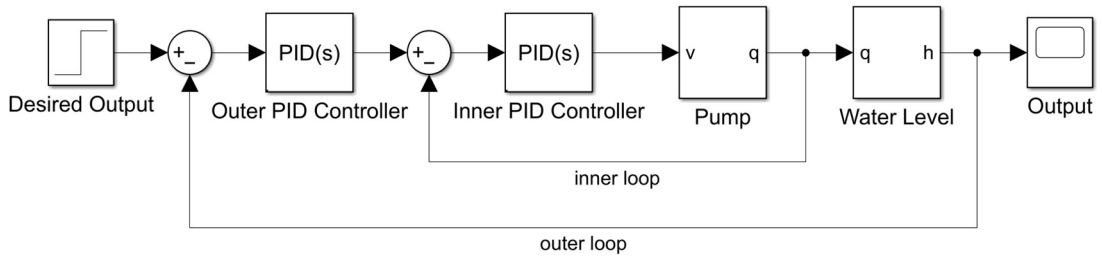 +
−
PID(s)
+
−
PID(s)
v
q
q
h
Desired Output
Outer PID Controller
Inner PID Controller
Pump
Water Level
Output
inner loop
outer loop